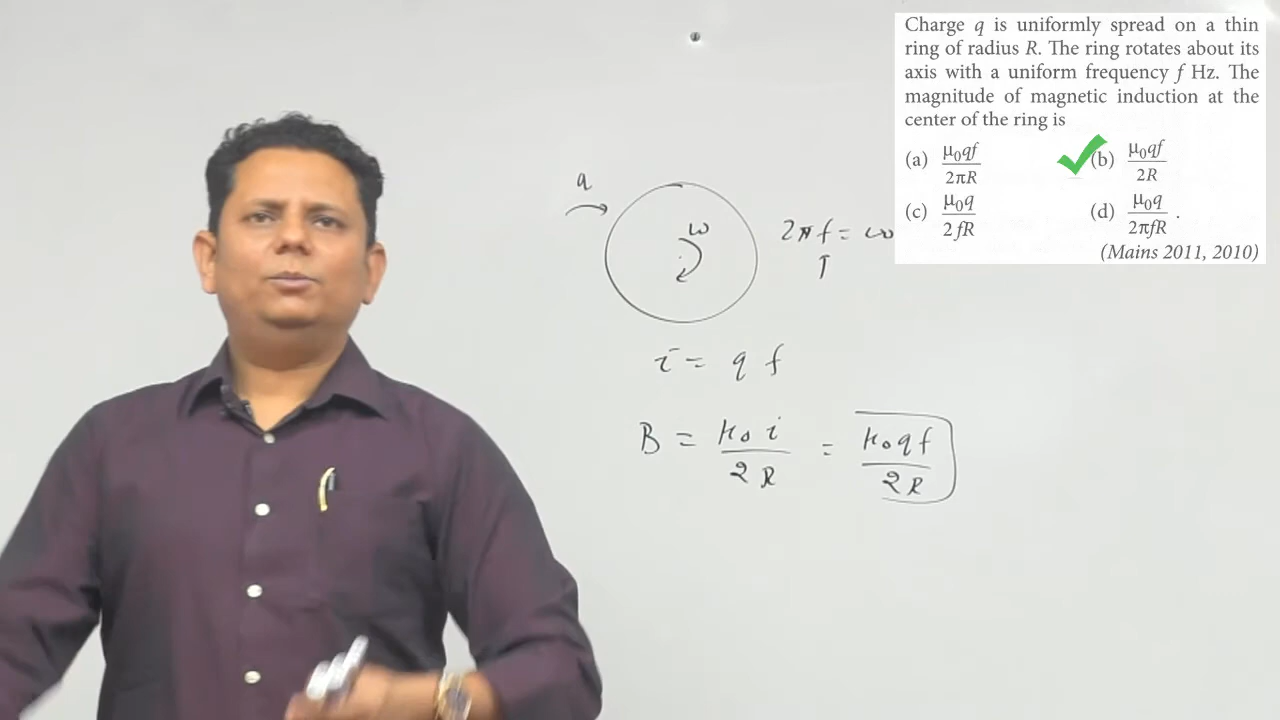 Charge q is uniformly spread on a thin
ring of radius R. The ring rotates about its
axis with a uniform frequency f Hz. The
magnitude of magnetic induction at the
center of the ring is
(a) μ₀qf/2πR (b) μ₀qf/2R
(c) μ₀q/2fR (d) μ₀q/2πfR .
(Mains 2011, 2010)
q
ω
2πf = ω
i = q f
B = μ₀ i/2R = μ₀qf/2R